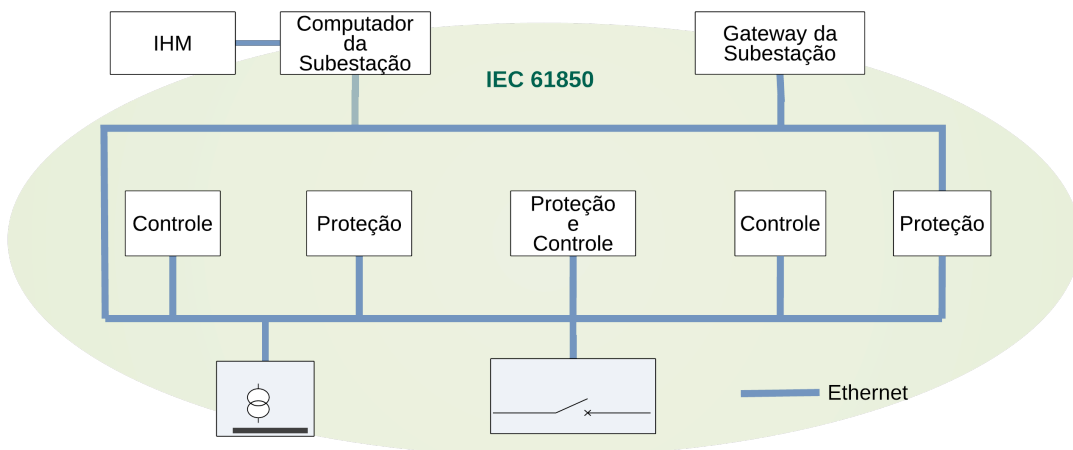 IHM
Computador
da
Subestação
Gateway da
Subestação
IEC 61850
Controle
Proteção
Proteção
e
Controle
Controle
Proteção
Ethernet